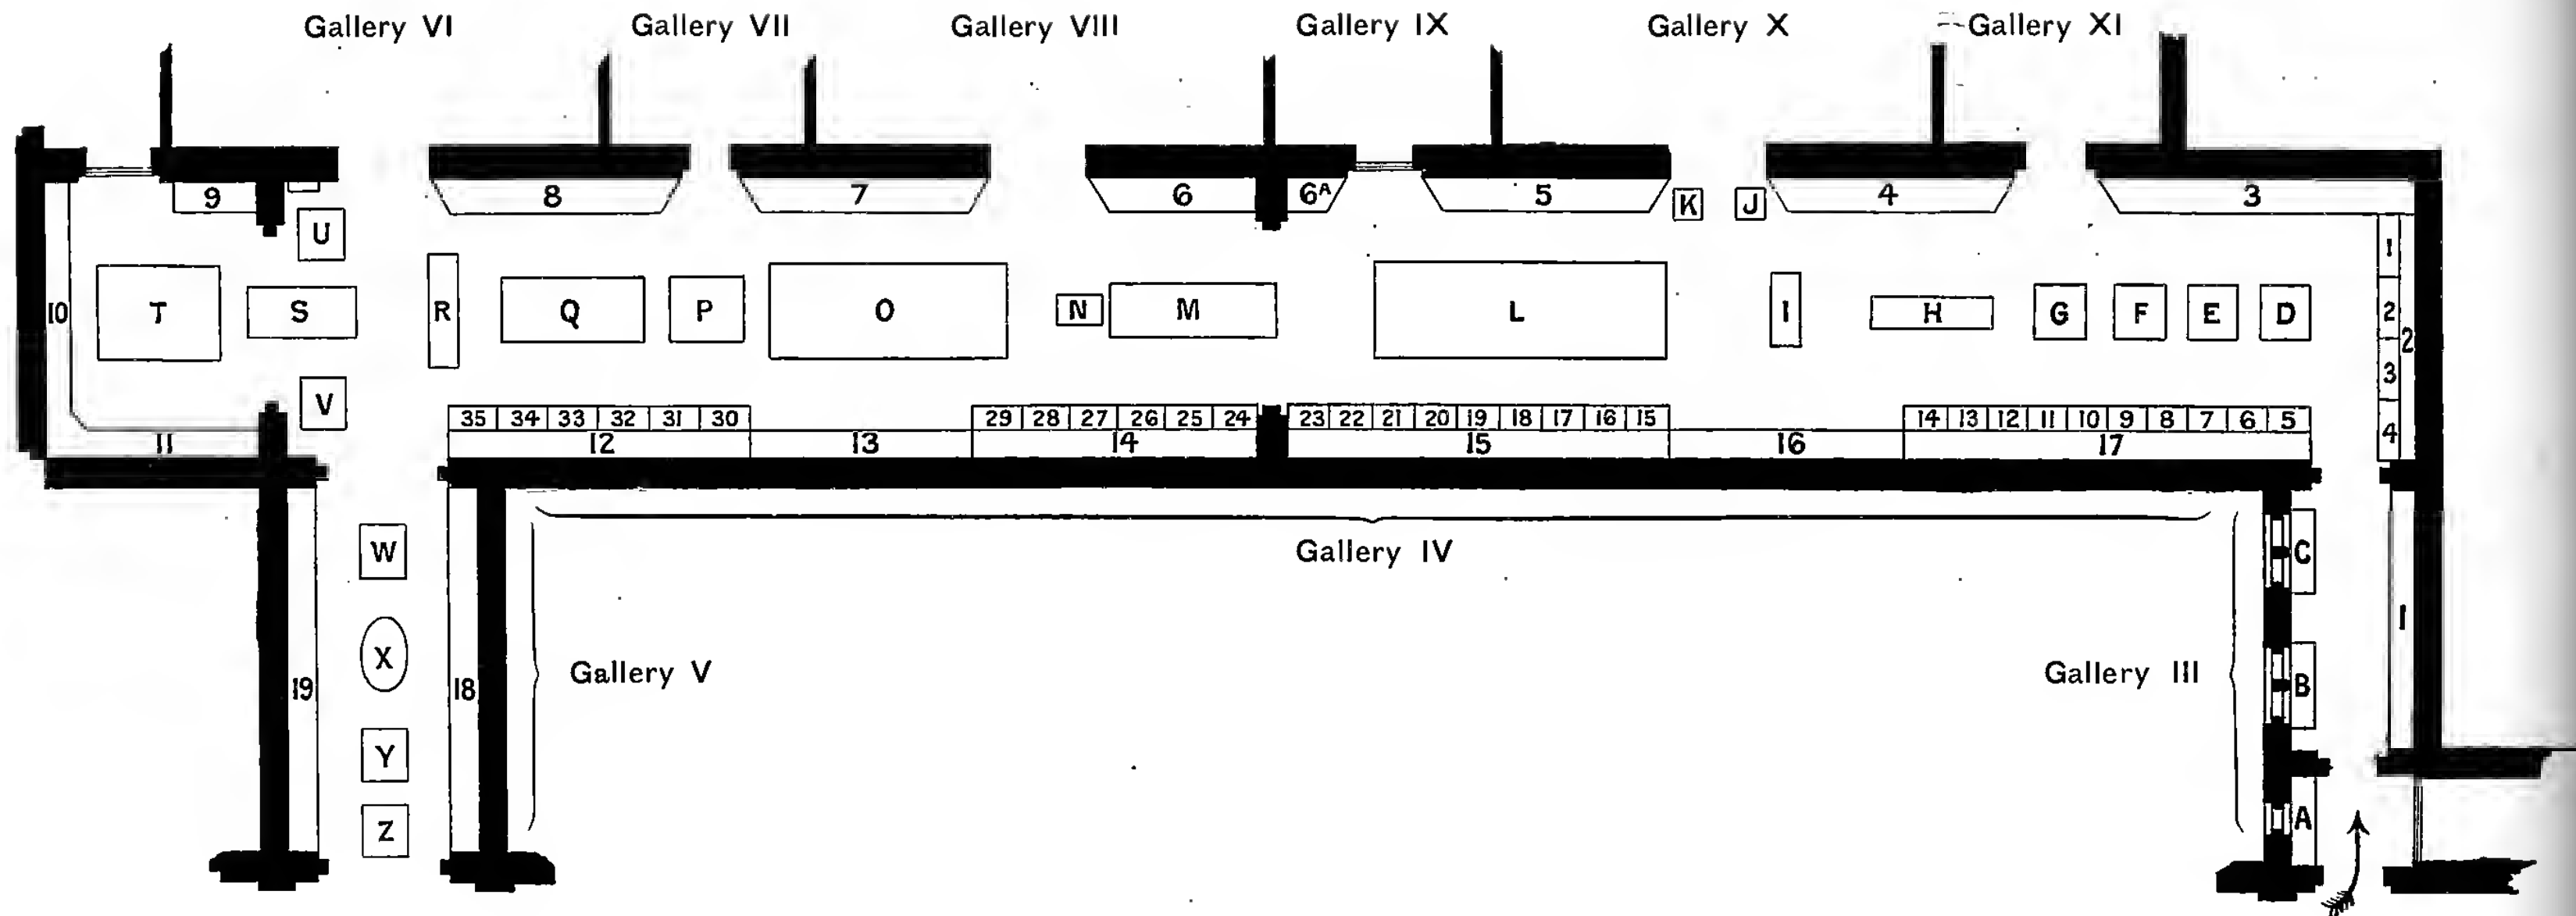 Gallery VI Gallery VII Gallery VIII Gallery IX Gallery X Gallery XI
9 8 7 6 6A 5 K J 4 3
U 1
10 T S R Q P O N M L I H G F E D 2 2
V 3
35 34 33 32 31 30 29 28 27 26 25 24 23 22 21 20 19 18 17 16 15 14 13 12 11 10 9 8 7 6 5 4
11 12 13 14 15 16 17
W Gallery IV C
X Gallery V Gallery III 1
19 18 B
Y
Z A